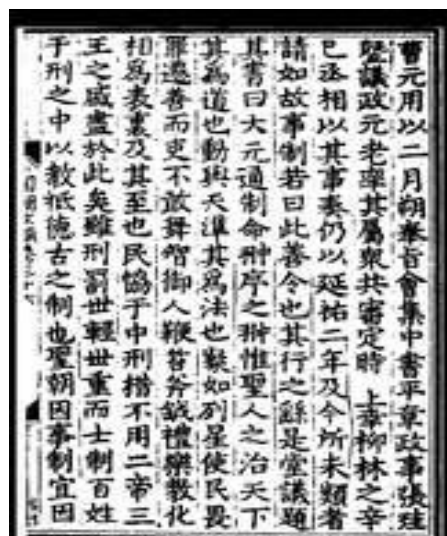 曹元用以二月朔奉旨會集中書平章政事張珪
暨議政元老率其屬衆共審定時 上幸柳林之辛
巳丞相以其事奏仍以延祐二年及今所未類者
請如故事制若曰此善令也其行之繇是堂議題
其書曰大元通制命翀序之翀惟聖人之治天下
其爲道也動與天準其爲法也粲如列星使民畏
罪遷善而吏不敢舞智御人鞭笞斧鉞禮樂教化
相爲表裏及其至也民協于中刑措不用二帝三
王之盛盡於此矣雖刑罰世輕世重而士制百姓
于刑之中以教祗德古之制也聖朝因事制宜因